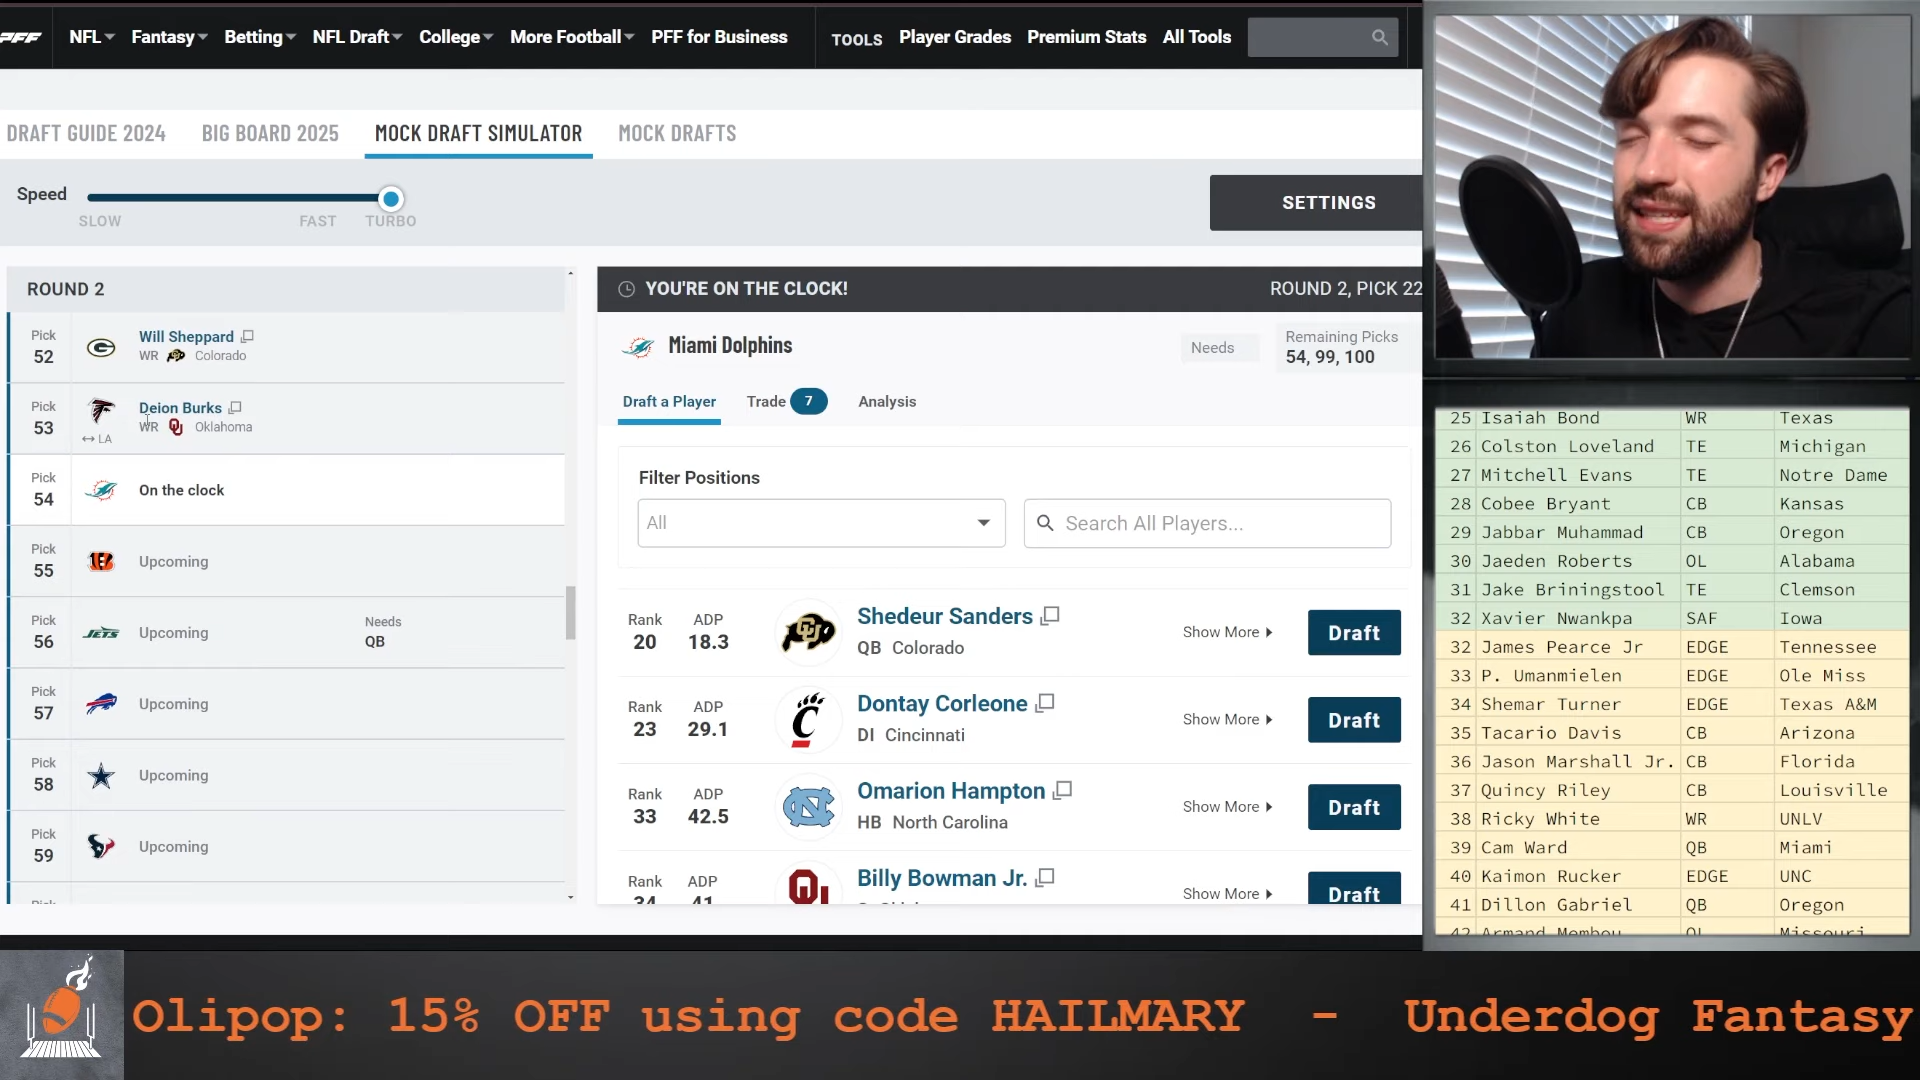 PFF NFL Fantasy Betting NFL Draft College More Football PFF for Business TOOLS Player Grades Premium Stats All Tools
DRAFT GUIDE 2024 BIG BOARD 2025 MOCK DRAFT SIMULATOR MOCK DRAFTS
Speed
SLOW FAST TURBO
SETTINGS
ROUND 2
Pick 52 Will Sheppard
WR Colorado
Pick 53 Deion Burks
WR OU Oklahoma
↔ LA
Pick 54 On the clock
Pick 55 Upcoming
Pick 56 JETS Upcoming Needs QB
Pick 57 Upcoming
Pick 58 Upcoming
Pick 59 Upcoming
YOU'RE ON THE CLOCK! ROUND 2, PICK 22
Miami Dolphins Needs Remaining Picks
54, 99, 100
Draft a Player Trade 7 Analysis
Filter Positions
All Search All Players...
Rank 20 ADP 18.3 Shedeur Sanders Show More Draft
QB Colorado
Rank 23 ADP 29.1 Dontay Corleone Show More Draft
DI Cincinnati
Rank 33 ADP 42.5 Omarion Hampton Show More Draft
HB North Carolina
Rank 34 ADP 41 Billy Bowman Jr. Show More Draft
25 Isaiah Bond WR Texas
26 Colston Loveland TE Michigan
27 Mitchell Evans TE Notre Dame
28 Cobee Bryant CB Kansas
29 Jabbar Muhammad CB Oregon
30 Jaeden Roberts OL Alabama
31 Jake Briningstool TE Clemson
32 Xavier Nwankpa SAF Iowa
32 James Pearce Jr EDGE Tennessee
33 P. Umanmielen EDGE Ole Miss
34 Shemar Turner EDGE Texas A&M
35 Tacario Davis CB Arizona
36 Jason Marshall Jr. CB Florida
37 Quincy Riley CB Louisville
38 Ricky White WR UNLV
39 Cam Ward QB Miami
40 Kaimon Rucker EDGE UNC
41 Dillon Gabriel QB Oregon
42 Armand Membou OL Missouri
Olipop: 15% OFF using code HAILMARY - Underdog Fantasy